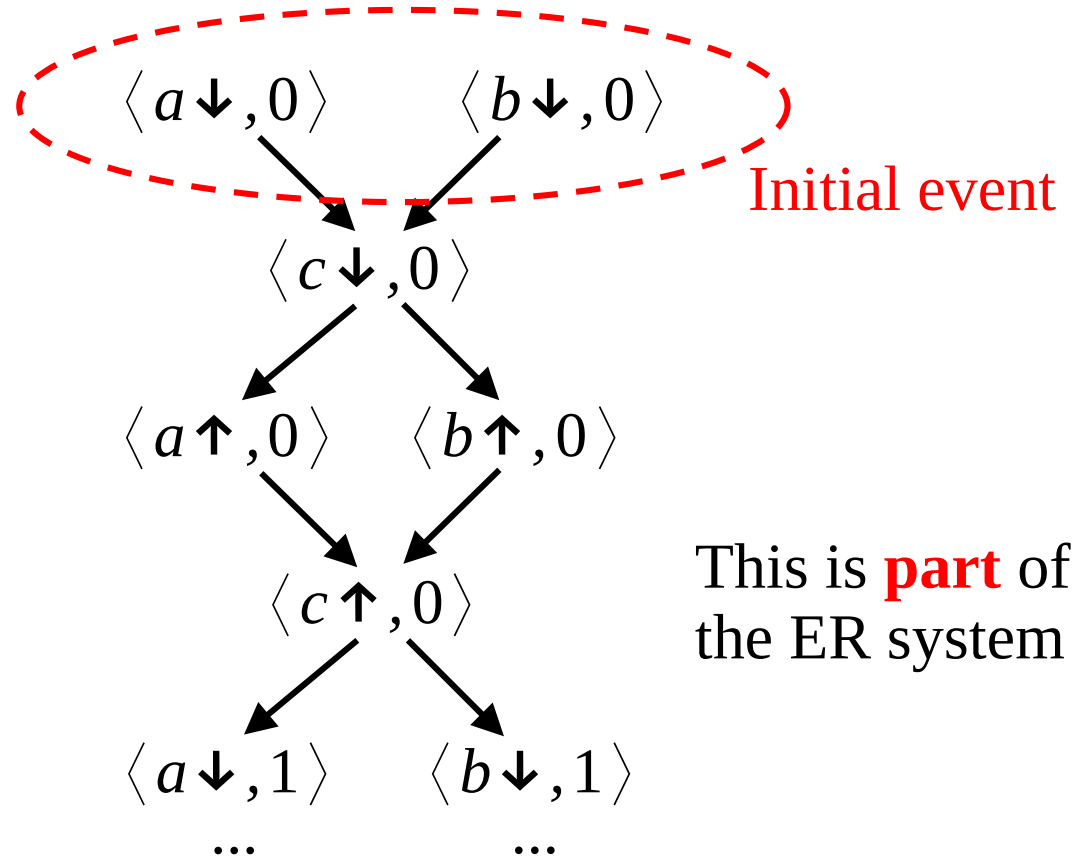 ⟨a↓,0⟩ ⟨b↓,0⟩
Initial event
⟨c↓,0⟩
⟨a↑,0⟩ ⟨b↑,0⟩
⟨c↑,0⟩
This is part of
the ER system
⟨a↓,1⟩ ⟨b↓,1⟩
... ...